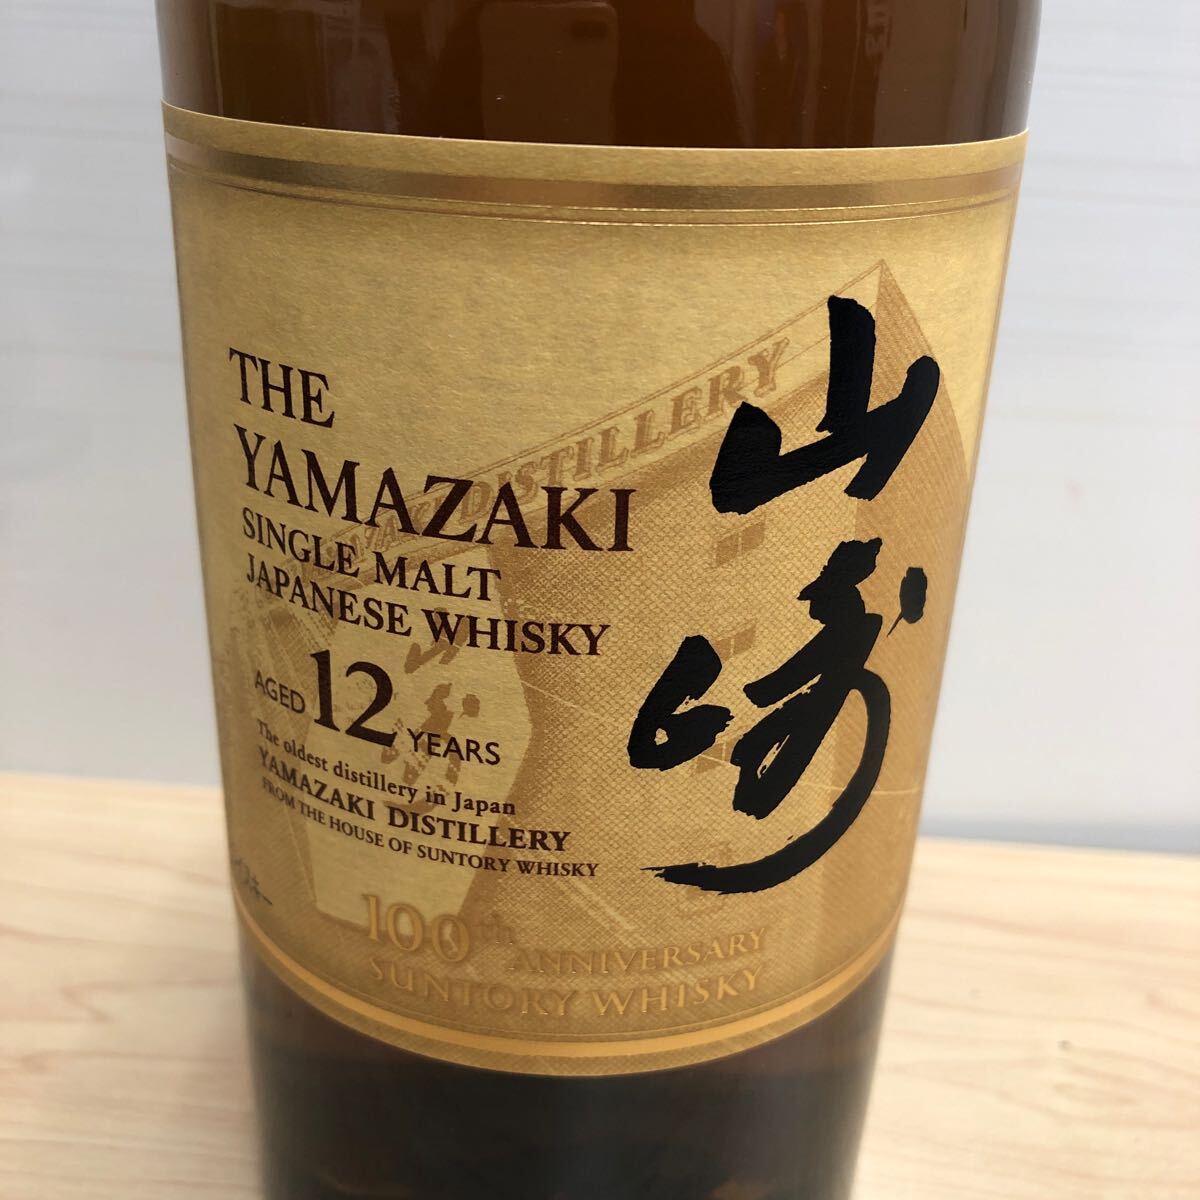 THE
YAMAZAKI
SINGLE MALT
JAPANESE WHISKY
AGED 12 YEARS
The oldest distillery in Japan
YAMAZAKI DISTILLERY
FROM THE HOUSE OF SUNTORY WHISKY
100th ANNIVERSARY
SUNTORY WHISKY
山崎
DISTILLERY